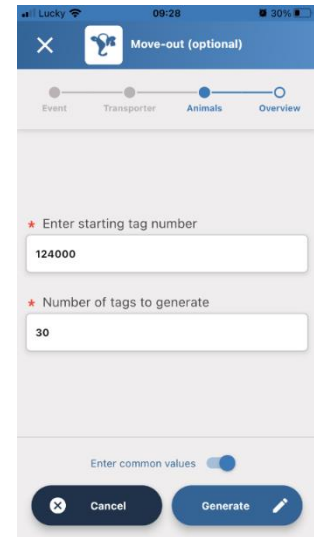 Lucky 09:28 30%
Move-out (optional)
Event Transporter Animals Overview
* Enter starting tag number
124000
* Number of tags to generate
30
Enter common values
Cancel Generate